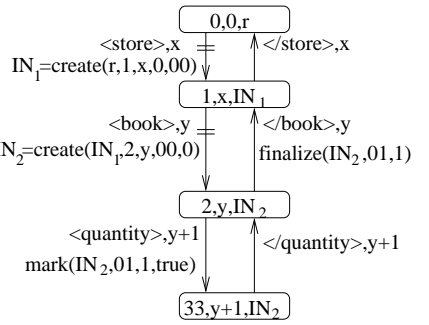 0,0,r
<store>,x
</store>,x
IN1=create(r,1,x,0,00)
1,x,IN1
<book>,y
</book>,y
N2=create(IN1,2,y,00,0)
finalize(IN2,01,1)
2,y,IN2
<quantity>,y+1
</quantity>,y+1
mark(IN2,01,1,true)
33,y+1,IN2